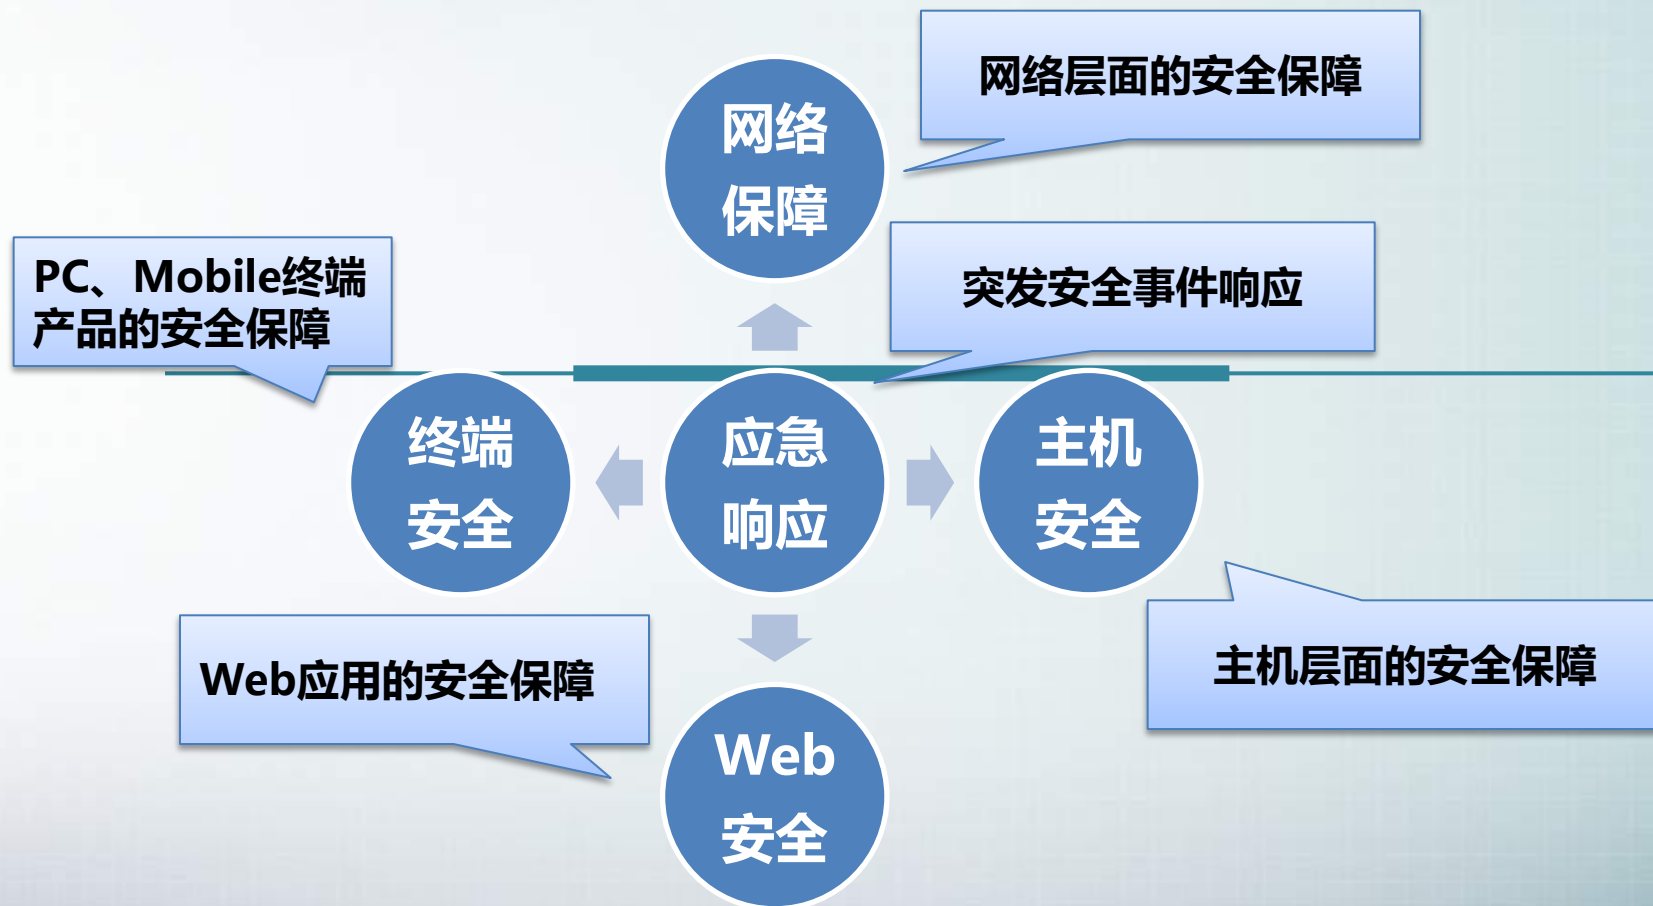 网络层面的安全保障
网络
保障
突发安全事件响应
PC、Mobile终端
产品的安全保障
终端
安全
应急
响应
主机
安全
Web应用的安全保障
主机层面的安全保障
Web
安全